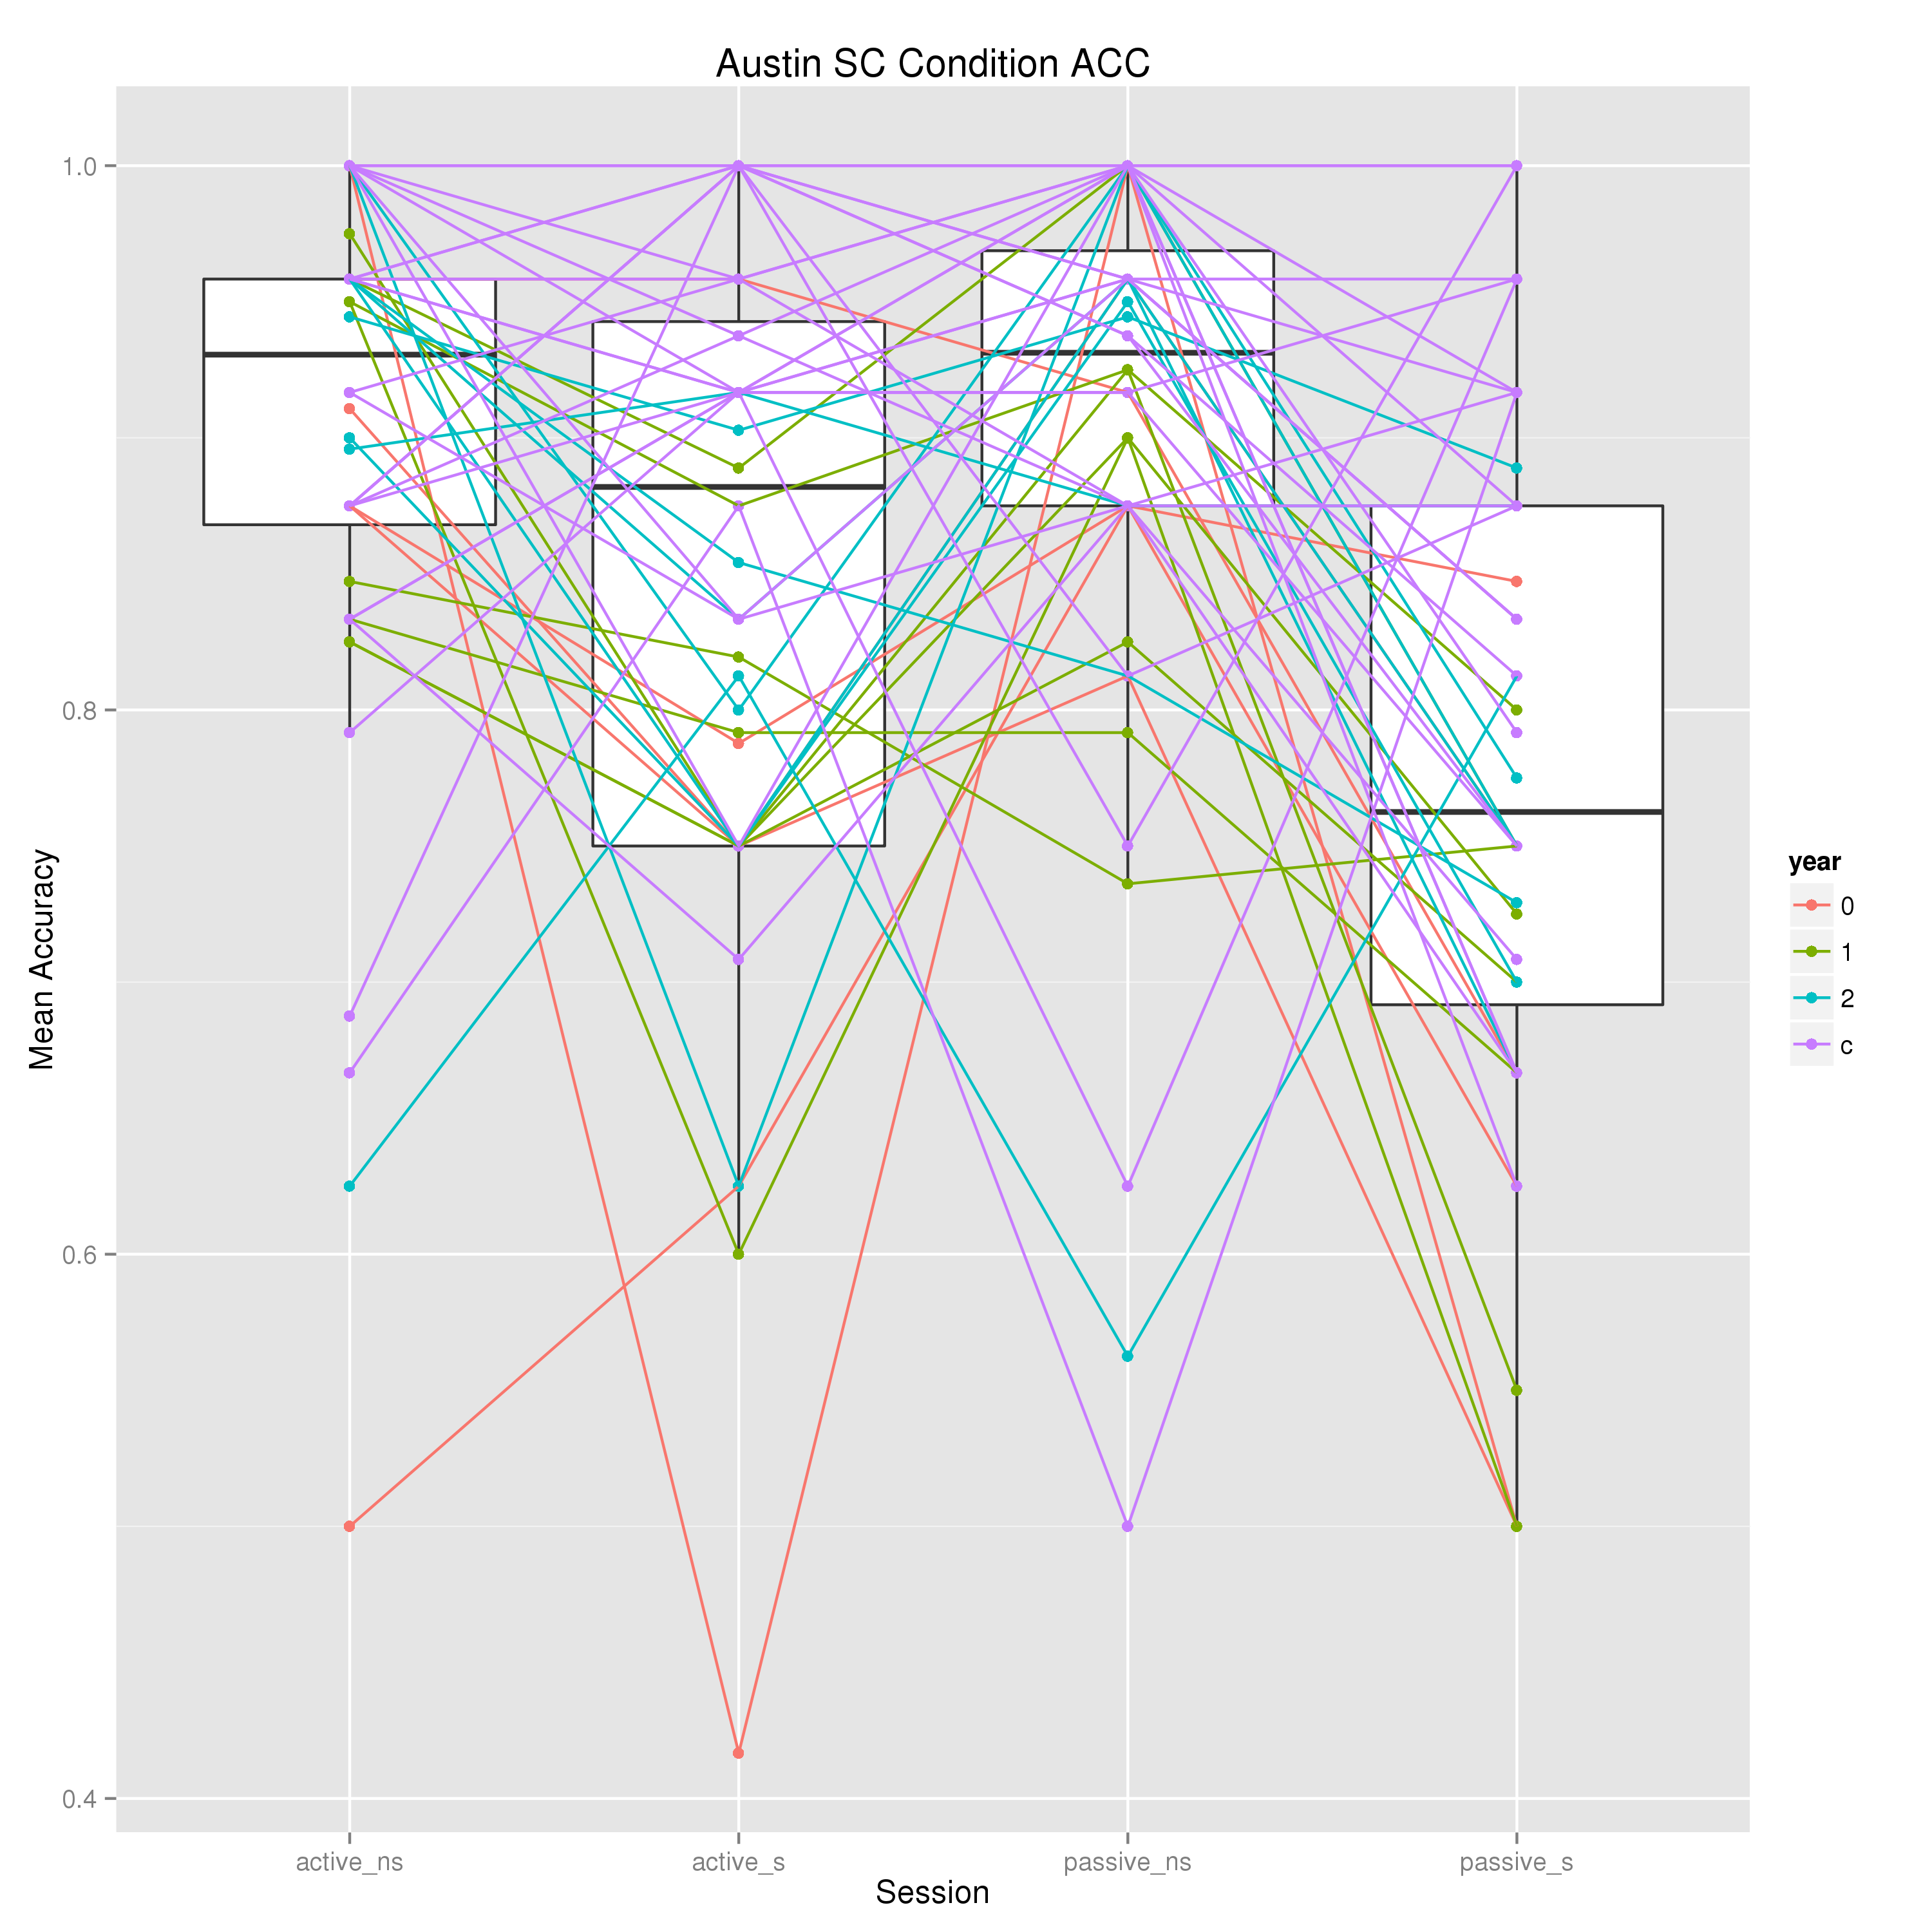 Austin SC Condition ACC
1.0
0.8
0.6
0.4
Mean Accuracy
active_ns
active_s
passive_ns
passive_s
Session
year
0
1
2
c